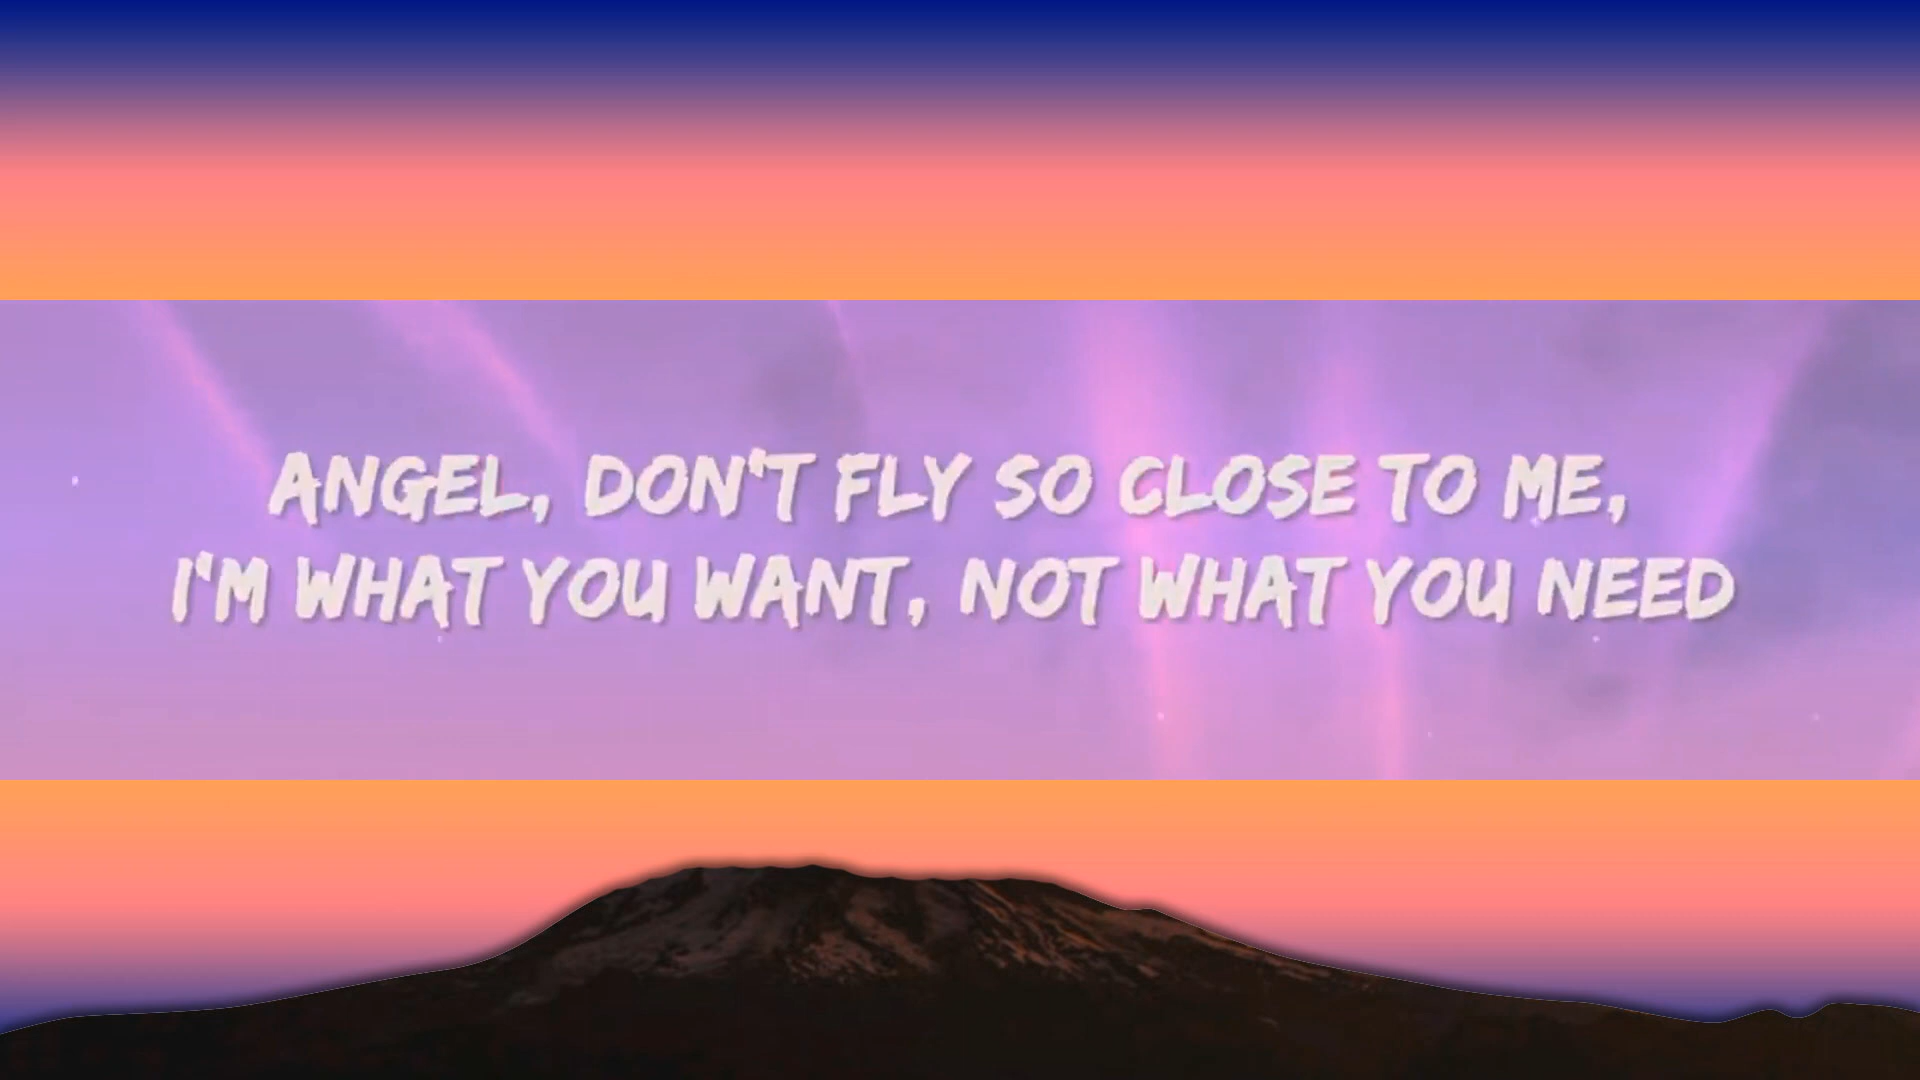 ANGEL, DON'T FLY SO CLOSE TO ME,
I'M WHAT YOU WANT, NOT WHAT YOU NEED